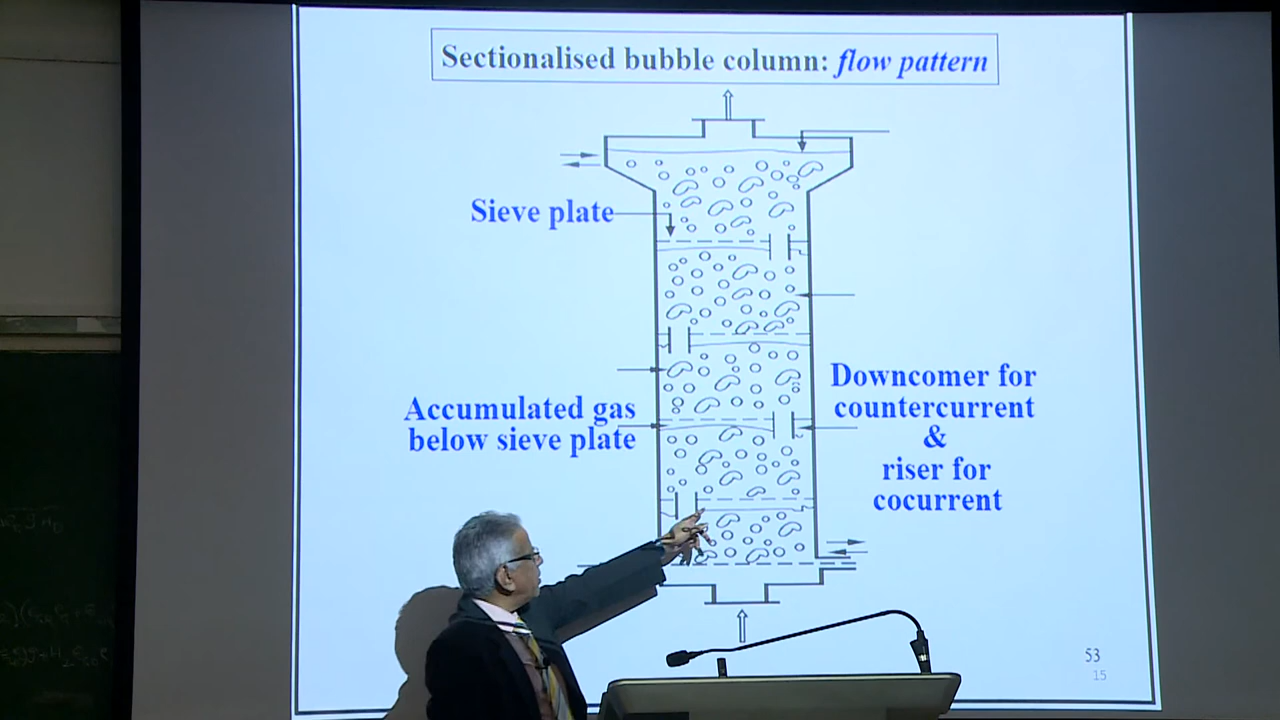 Sectionalised bubble column: flow pattern
Sieve plate
Accumulated gas
below sieve plate
Downcomer for
countercurrent
&
riser for
cocurrent
53
15